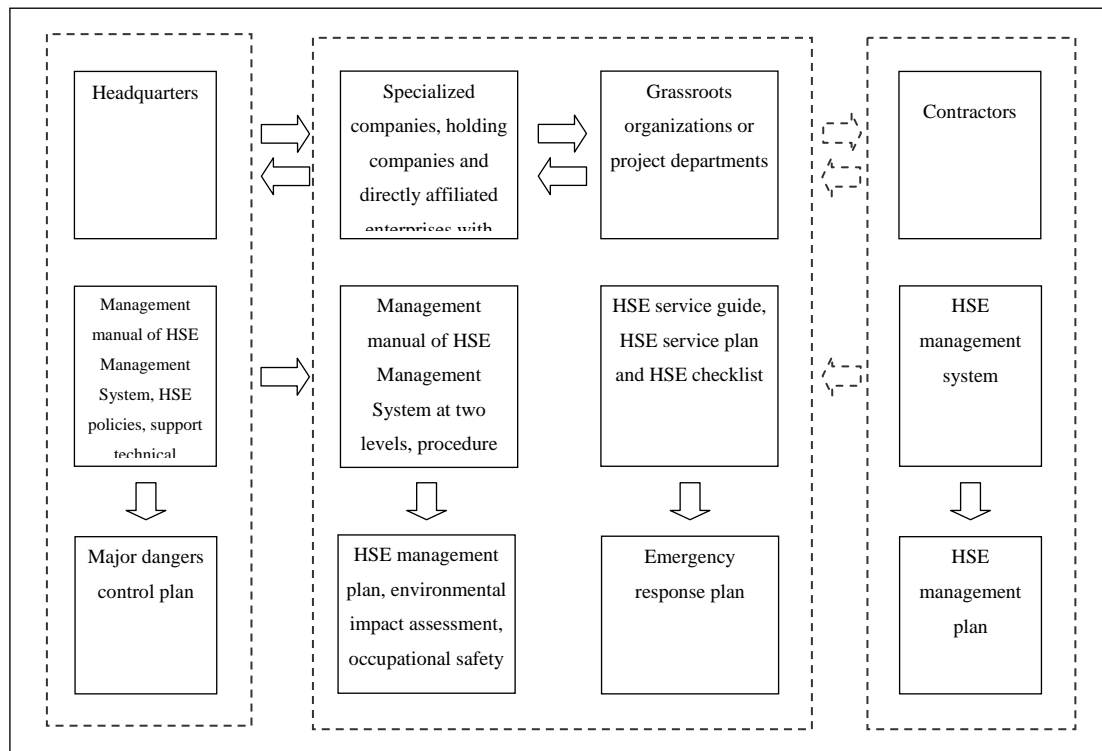 Headquarters
Specialized
companies, holding
companies and
directly affiliated
enterprises with
Grassroots
organizations or
project departments
Contractors
Management
manual of HSE
Management
System, HSE
policies, support
technical
Management
manual of HSE
Management
System at two
levels, procedure
HSE service guide,
HSE service plan
and HSE checklist
HSE
management
system
Major dangers
control plan
HSE management
plan, environmental
impact assessment,
occupational safety
Emergency
response plan
HSE
management
plan